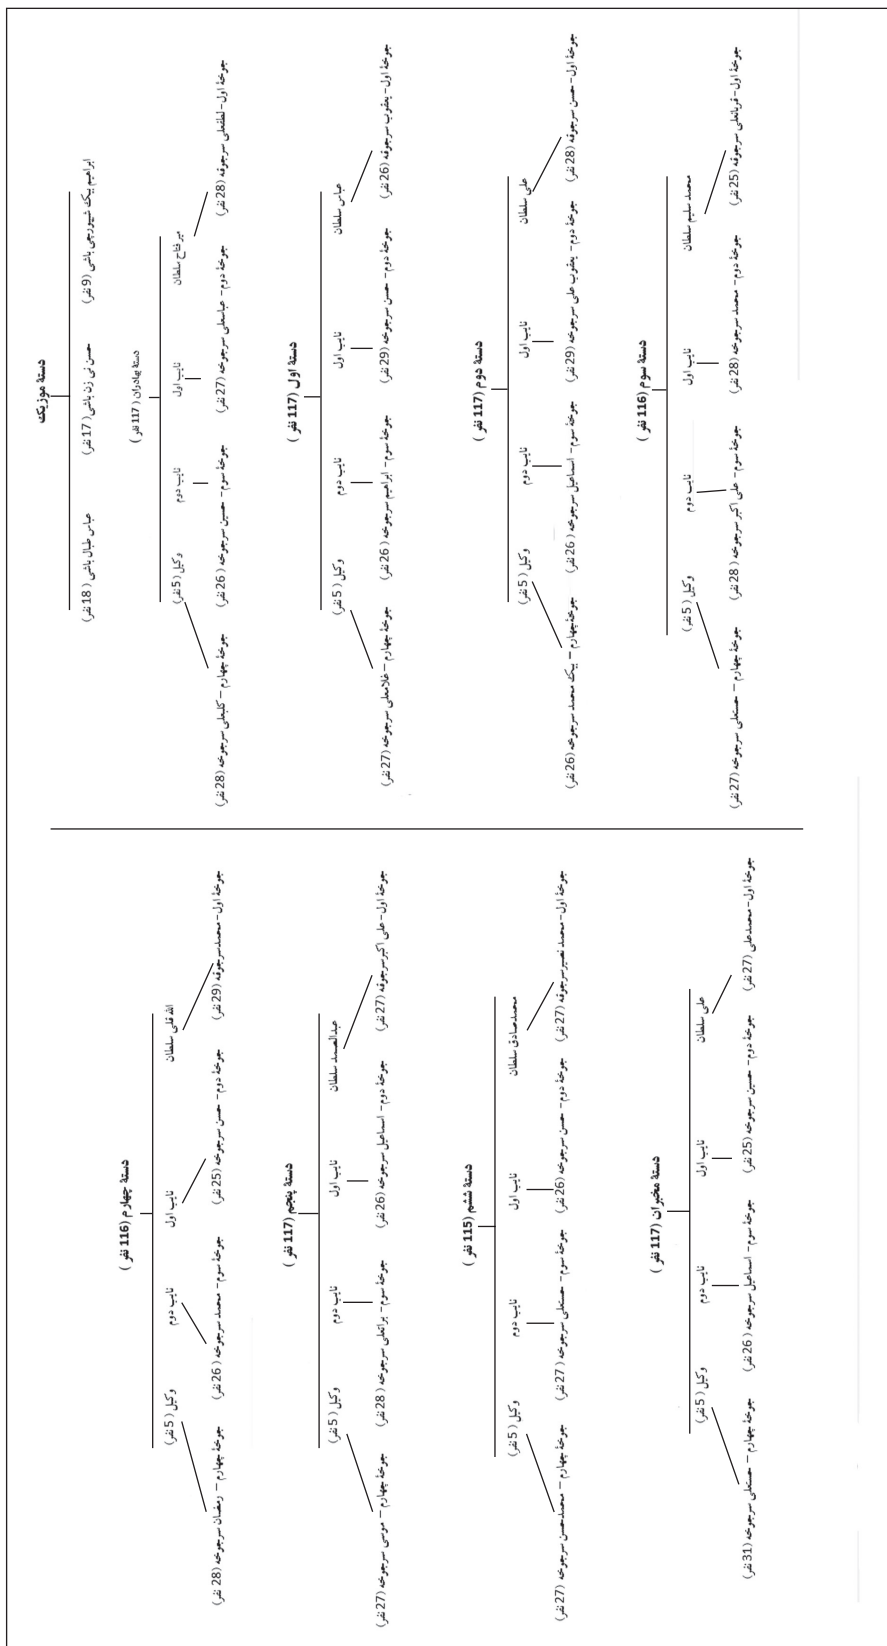 دستهٔ موزیک
ابراهیم بیک شیپورچی باشی (9 نفر)
حسن نی زن باشی (17 نفر)
عباس طبال باشی (18 نفر)
دستهٔ بهادران (117 نفر)
میر فتاح سلطان
نایب اول
نایب دوم
وکیل (5 نفر)
جوخهٔ اول - لطفعلی سرجوقه (28 نفر)
جوخهٔ دوم - عباسعلی سرجوخه (27 نفر)
جوخهٔ سوم - حسین سرجوخه (26 نفر)
جوخهٔ چهارم – کلبعلی سرجوخه (28 نفر)
دستهٔ اول (117 نفر)
عباس سلطان
نایب اول
نایب دوم
وکیل (5 نفر)
جوخهٔ اول - یعقوب سرجوقه (26 نفر)
جوخهٔ دوم - حسن سرجوخه (29 نفر)
جوخهٔ سوم - ابراهیم سرجوخه (26 نفر)
جوخهٔ چهارم – غلامعلی سرجوخه (27 نفر)
دستهٔ دوم (117 نفر)
علی سلطان
نایب اول
نایب دوم
وکیل (5 نفر)
جوخهٔ اول - حسن سرجوقه (28 نفر)
جوخهٔ دوم - یعقوب علی سرجوخه (29 نفر)
جوخهٔ سوم - اسماعیل سرجوخه (26 نفر)
جوخهٔ چهارم – بیک محمد سرجوخه (26 نفر)
دستهٔ سوم (116 نفر)
محمد سلیم سلطان
نایب اول
نایب دوم
وکیل (5 نفر)
جوخهٔ اول - قربانعلی سرجوقه (25 نفر)
جوخهٔ دوم - محمد سرجوخه (28 نفر)
جوخهٔ سوم - علی اکبر سرجوخه (28 نفر)
جوخهٔ چهارم – حسنعلی سرجوخه (27 نفر)
دستهٔ چهارم (116 نفر)
الله قلی سلطان
نایب اول
نایب دوم
وکیل (5 نفر)
جوخهٔ اول - محمد سرجوقه (29 نفر)
جوخهٔ دوم - حسن سرجوخه (25 نفر)
جوخهٔ سوم - محمد سرجوخه (26 نفر)
جوخهٔ چهارم – رمضان سرجوخه (28 نفر)
دستهٔ پنجم (117 نفر)
عبدالصمد سلطان
نایب اول
نایب دوم
وکیل (5 نفر)
جوخهٔ اول - علی اکبر سرجوقه (27 نفر)
جوخهٔ دوم - اسماعیل سرجوخه (26 نفر)
جوخهٔ سوم - براتعلی سرجوخه (28 نفر)
جوخهٔ چهارم – موسی سرجوخه (27 نفر)
دستهٔ ششم (115 نفر)
محمدصادق سلطان
نایب اول
نایب دوم
وکیل (5 نفر)
جوخهٔ اول - محمد نصیر سرجوقه (27 نفر)
جوخهٔ دوم - حسن سرجوخه (26 نفر)
جوخهٔ سوم - حسنعلی سرجوخه (27 نفر)
جوخهٔ چهارم – محمدحسن سرجوخه (27 نفر)
دستهٔ مخبران (117 نفر)
علی سلطان
نایب اول
نایب دوم
وکیل (5 نفر)
جوخهٔ اول - محمدعلی (27 نفر)
جوخهٔ دوم - حسین سرجوخه (25 نفر)
جوخهٔ سوم - اسماعیل سرجوخه (26 نفر)
جوخهٔ چهارم – حسنعلی سرجوخه (31 نفر)